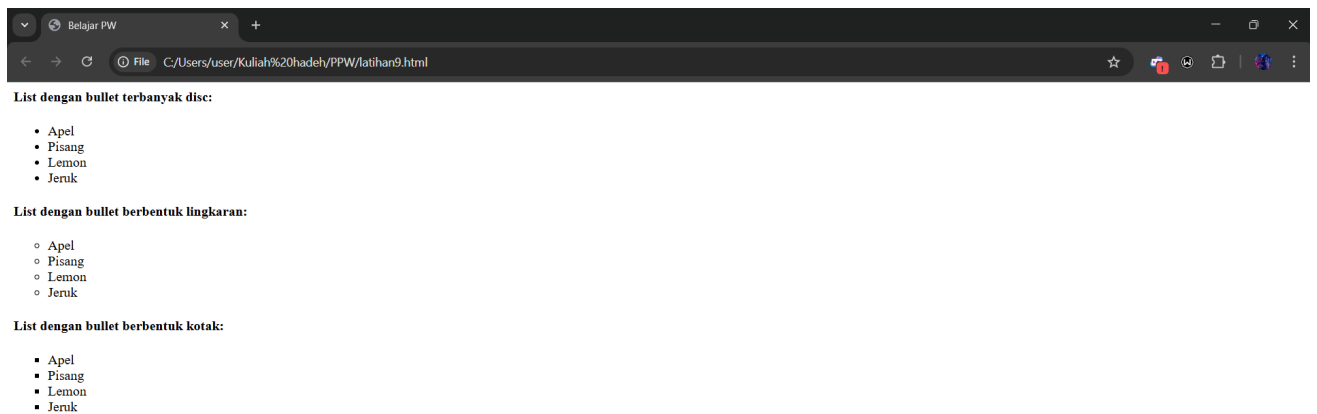 Belajar PW
File C:/Users/user/Kuliah%20hadeh/PPW/latihan9.html
List dengan bullet terbanyak disc:
Apel
Pisang
Lemon
Jeruk
List dengan bullet berbentuk lingkaran:
Apel
Pisang
Lemon
Jeruk
List dengan bullet berbentuk kotak:
Apel
Pisang
Lemon
Jeruk